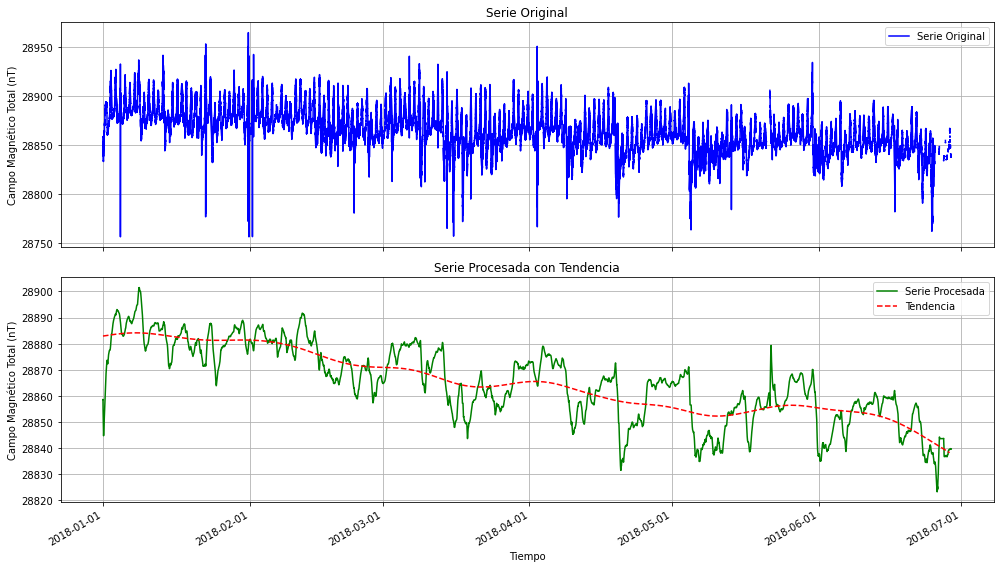 Serie Original
Campo Magnético Total (nT)
28950
28900
28850
28800
28750
Serie Original
Serie Procesada con Tendencia
Campo Magnético Total (nT)
28900
28890
28880
28870
28860
28850
28840
28830
28820
Serie Procesada
Tendencia
2018-01-01
2018-02-01
2018-03-01
2018-04-01
2018-05-01
2018-06-01
2018-07-01
Tiempo